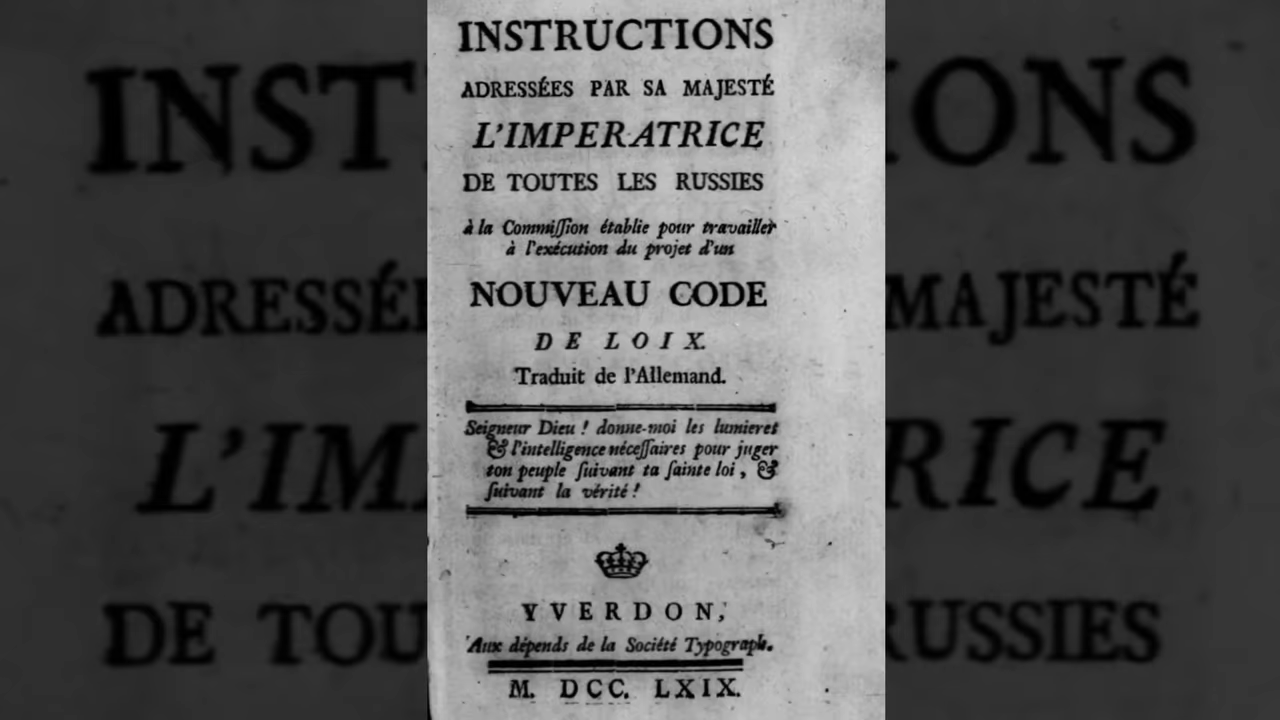 INSTRUCTIONS
ADRESSÉES PAR SA MAJESTÉ
L'IMPERATRICE
DE TOUTES LES RUSSIES
à la Commiſſion établie pour travailler
à l'exécution du projet d'un
NOUVEAU CODE
DE LOIX.
Traduit de l'Allemand.
Seigneur Dieu ! donne-moi les lumieres
& l'intelligence néceſſaires pour juger
ton peuple ſuivant ta ſainte loi, &
ſuivant la vérité !
YVERDON,
Aux dépends de la Société Typograph.
M. DCC. LXIX.